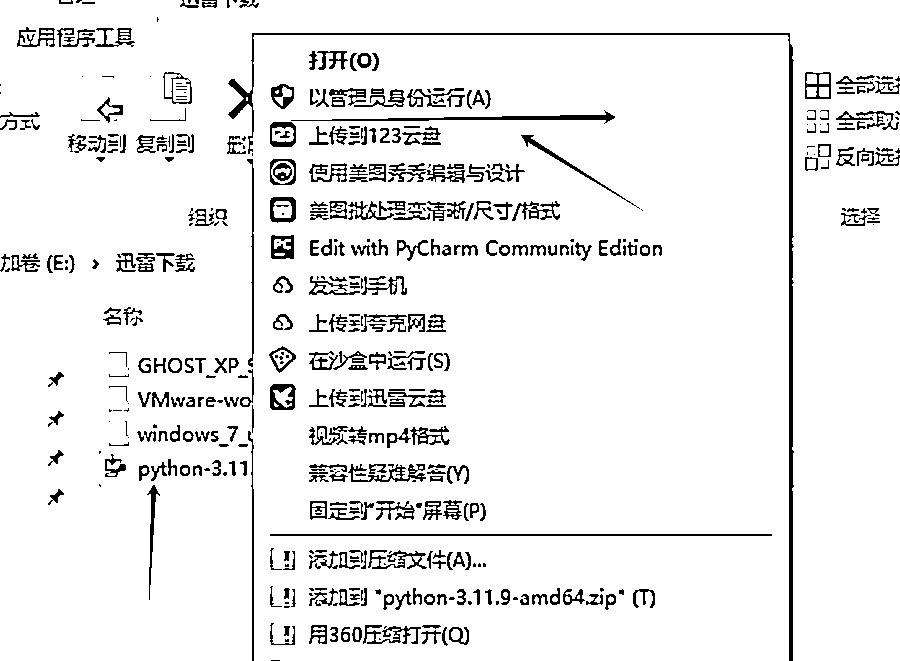 应用程序工具
方式
移动到
复制到
组织
全部选
全部取
反向选
选择
加卷 (E:) › 迅雷下载
名称
GHOST_XP_S
VMware-wo
windows_7_u
python-3.11.
打开(O)
以管理员身份运行(A)
上传到123云盘
使用美图秀秀编辑与设计
美图批处理变清晰/尺寸/格式
Edit with PyCharm Community Edition
发送到手机
上传到夸克网盘
在沙盒中运行(S)
上传到迅雷云盘
视频转mp4格式
兼容性疑难解答(Y)
固定到"开始"屏幕(P)
添加到压缩文件(A)...
添加到 "python-3.11.9-amd64.zip" (T)
用360压缩打开(Q)